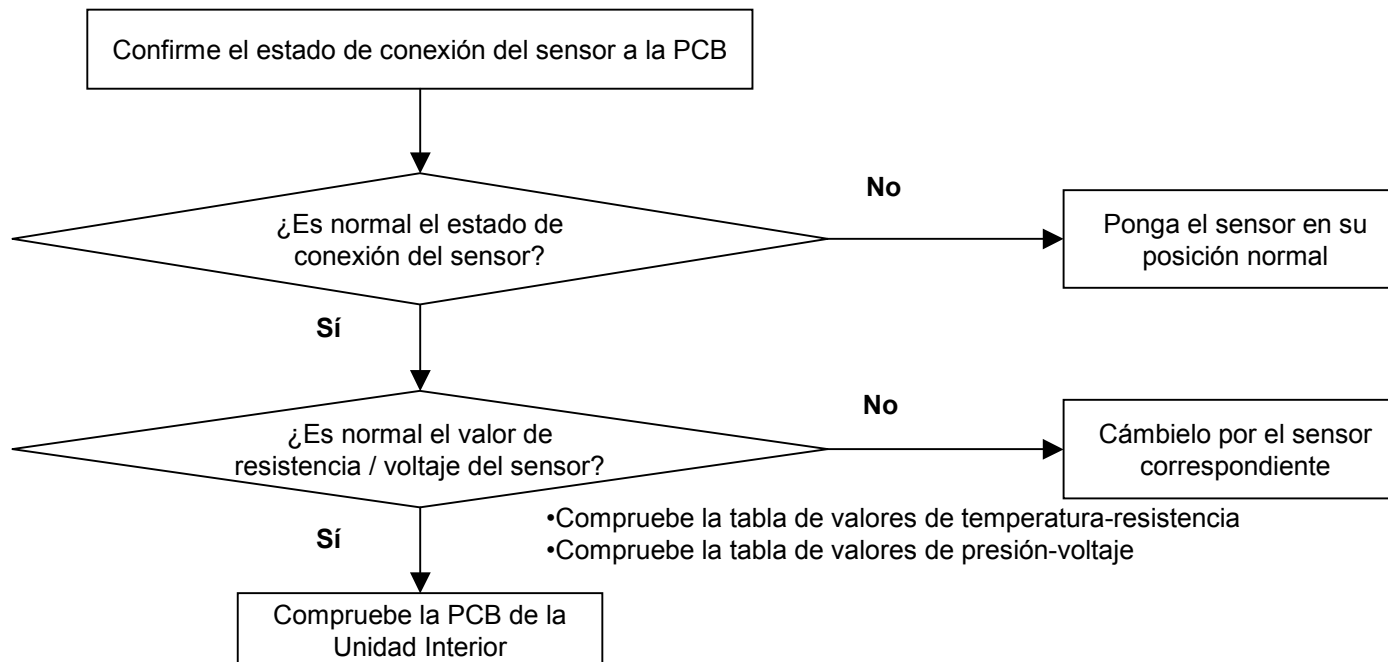 Confirme el estado de conexión del sensor a la PCB
No
¿Es normal el estado de
conexión del sensor?
Ponga el sensor en su
posición normal
Sí
No
¿Es normal el valor de
resistencia / voltaje del sensor?
Cámbielo por el sensor
correspondiente
•Compruebe la tabla de valores de temperatura-resistencia
•Compruebe la tabla de valores de presión-voltaje
Sí
Compruebe la PCB de la
Unidad Interior